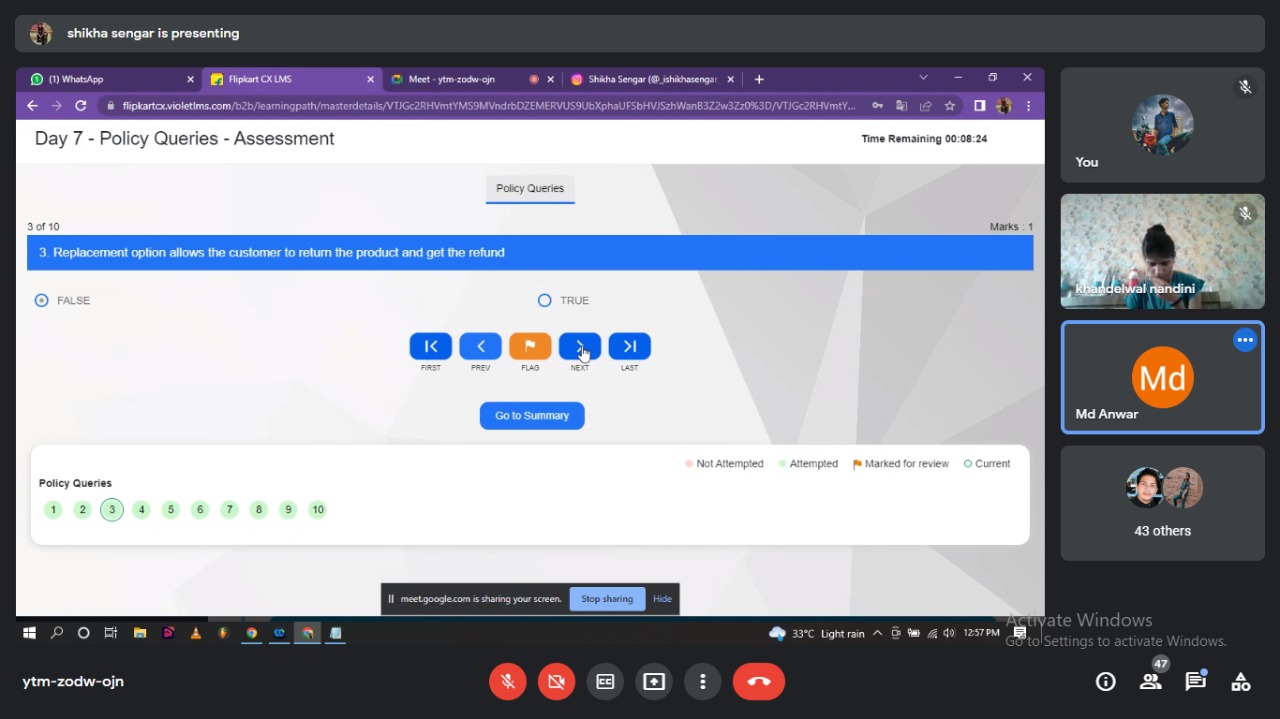 shikha sengar is presenting
(1) WhatsApp
Flipkart CX LMS
Meet - ytm-zodw-ojn
Shikha Sengar (@_ishikhasengar
flipkartcx.violetlms.com/b2b/learningpath/masterdetails/
Day 7 - Policy Queries - Assessment
Time Remaining 00:08:24
Policy Queries
3 of 10
Marks : 1
3. Replacement option allows the customer to return the product and get the refund
FALSE
TRUE
FIRST
PREV
FLAG
NEXT
LAST
Go to Summary
Not Attempted
Attempted
Marked for review
Current
Policy Queries
1 2 3 4 5 6 7 8 9 10
meet.google.com is sharing your screen.
Stop sharing
Hide
33°C Light rain
12:57 PM
You
khandelwal nandini
Md
Md Anwar
43 others
Activate Windows
Go to Settings to activate Windows.
ytm-zodw-ojn
47